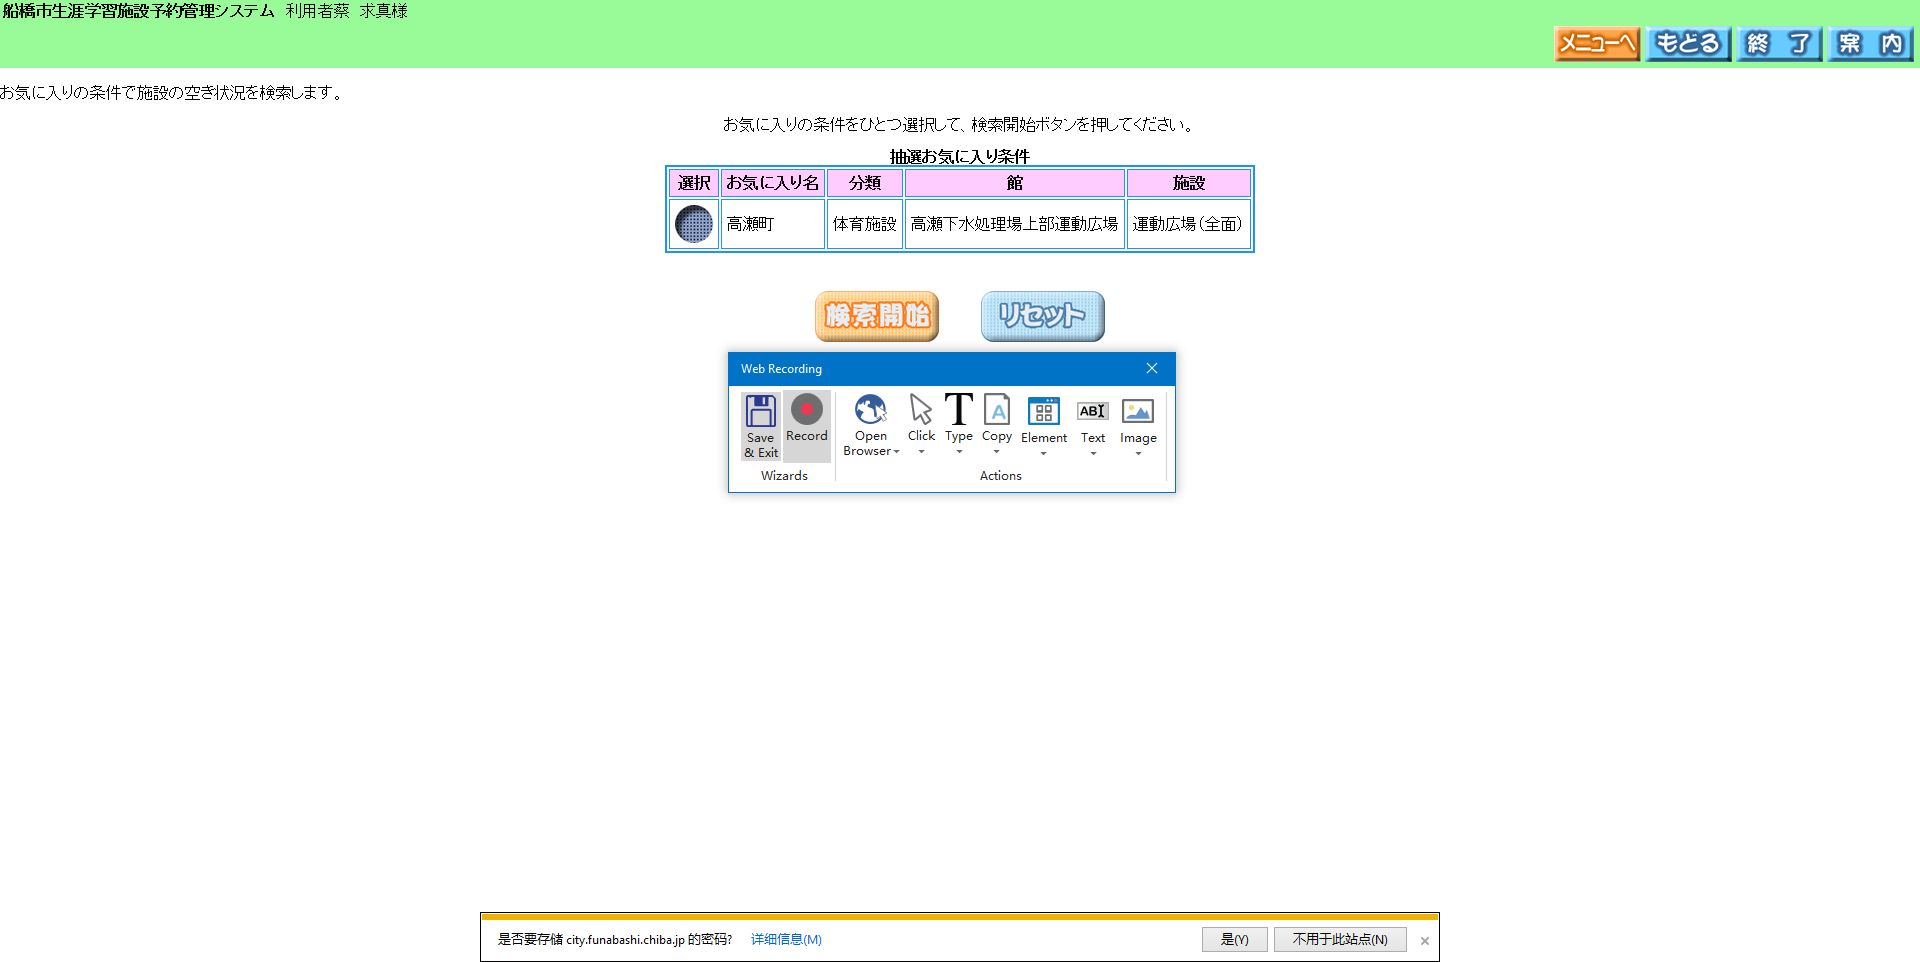 船橋市生涯学習施設予約管理システム 利用者蔡 求真様
メニューへ もどる 終 了 案 内
お気に入りの条件で施設の空き状況を検索します。
お気に入りの条件をひとつ選択して、検索開始ボタンを押してください。
抽選お気に入り条件
選択 お気に入り名 分類 館 施設
高瀬町 体育施設 高瀬下水処理場上部運動広場 運動広場（全面）
検索開始 リセット
Web Recording
Save & Exit
Record
Open Browser
Click
Type
Copy
Element
Text
Image
Wizards
Actions
是否要存储 city.funabashi.chiba.jp 的密码? 详细信息(M) 是(Y) 不用于此站点(N)